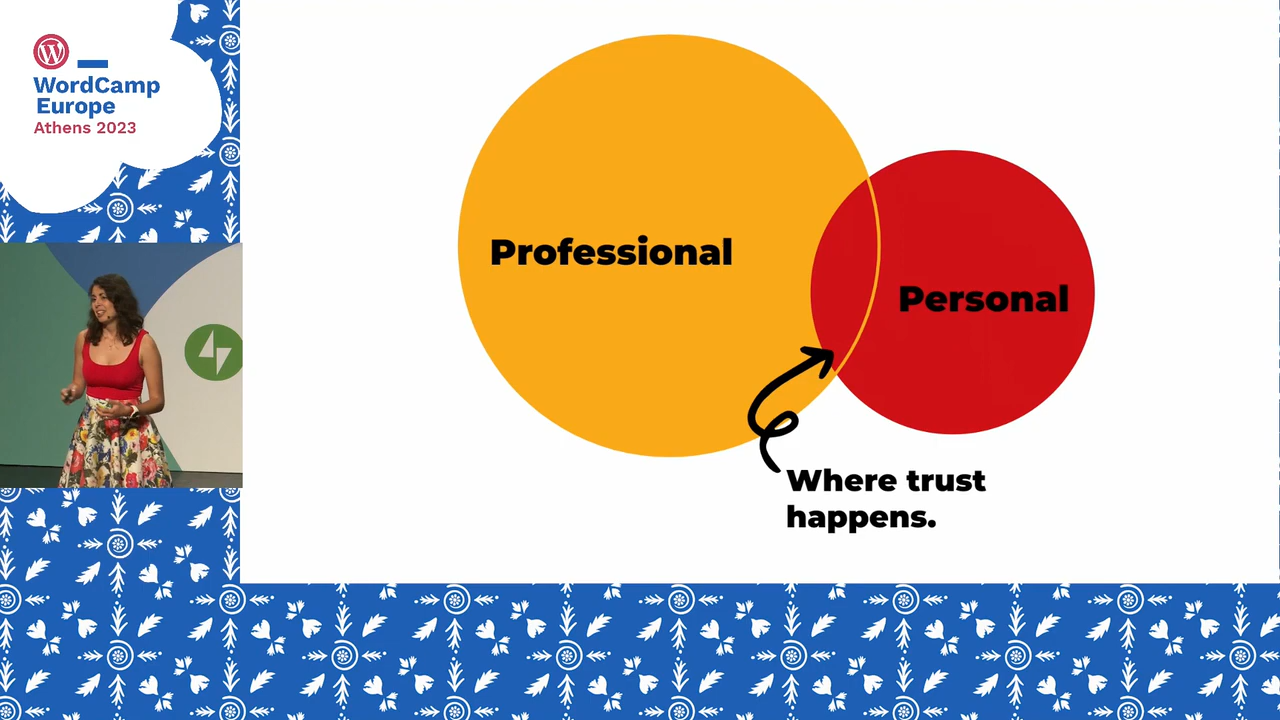 WordCamp
Europe
Athens 2023
Professional
Personal
Where trust
happens.